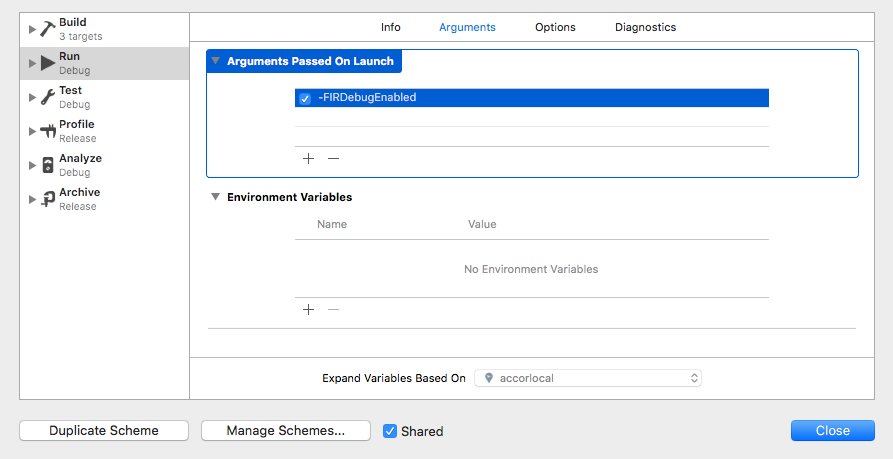 Build
3 targets
Run
Debug
Test
Debug
Profile
Release
Analyze
Debug
Archive
Release
Info Arguments Options Diagnostics
Arguments Passed On Launch
-FIRDebugEnabled
Environment Variables
Name Value
No Environment Variables
Expand Variables Based On accorlocal
Duplicate Scheme Manage Schemes... Shared Close